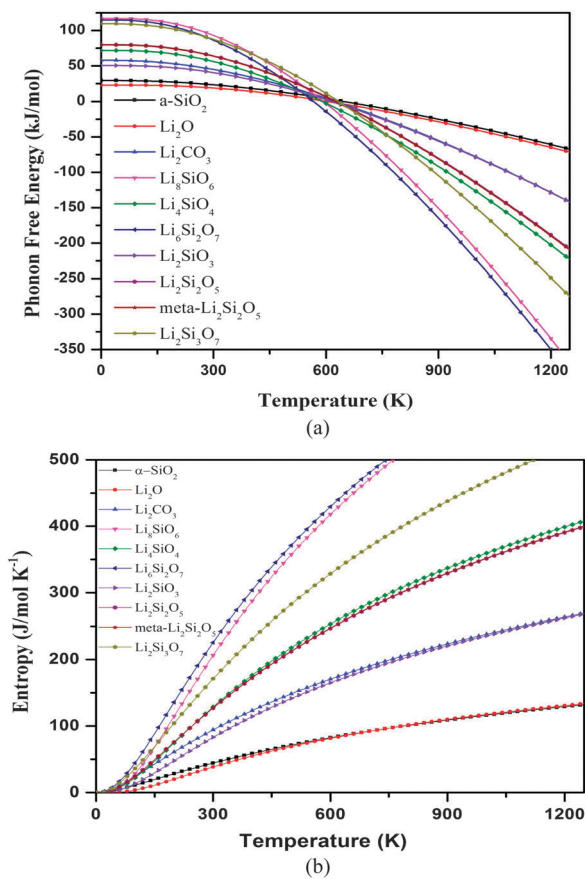 100
50
0
-50
-100
-150
-200
-250
-300
-350
Phonon Free Energy (kJ/mol)
a-SiO₂
Li₂O
Li₂CO₃
Li₈SiO₆
Li₄SiO₄
Li₆Si₂O₇
Li₂SiO₃
Li₂Si₂O₅
meta-Li₂Si₂O₅
Li₂Si₃O₇
0 300 600 900 1200
Temperature (K)
(a)
500
400
300
200
100
0
Entropy (J/mol K⁻¹)
α−SiO₂
Li₂O
Li₂CO₃
Li₈SiO₆
Li₄SiO₄
Li₆Si₂O₇
Li₂SiO₃
Li₂Si₂O₅
meta-Li₂Si₂O₅
Li₂Si₃O₇
0 300 600 900 1200
Temperature (K)
(b)